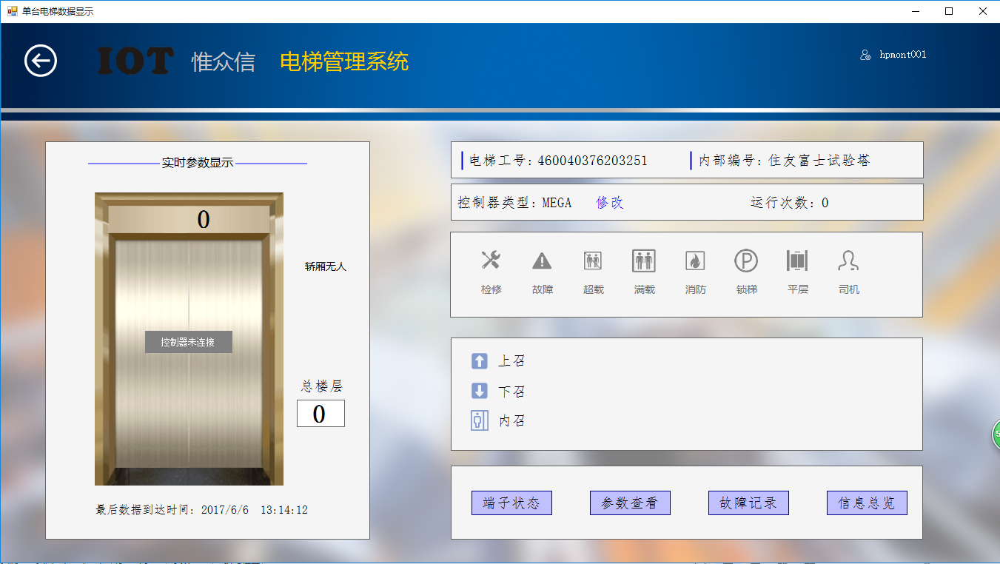 单台电梯数据显示
IOT 惟众信 电梯管理系统
hpmont001
实时参数显示
0
轿厢无人
控制器未连接
总楼层
0
最后数据到达时间: 2017/6/6 13:14:12
电梯工号: 460040376203251 内部编号: 住友富士试验塔
控制器类型: MEGA 修改 运行次数: 0
检修 故障 超载 满载 消防 锁梯 平层 司机
上召
下召
内召
端子状态 参数查看 故障记录 信息总览